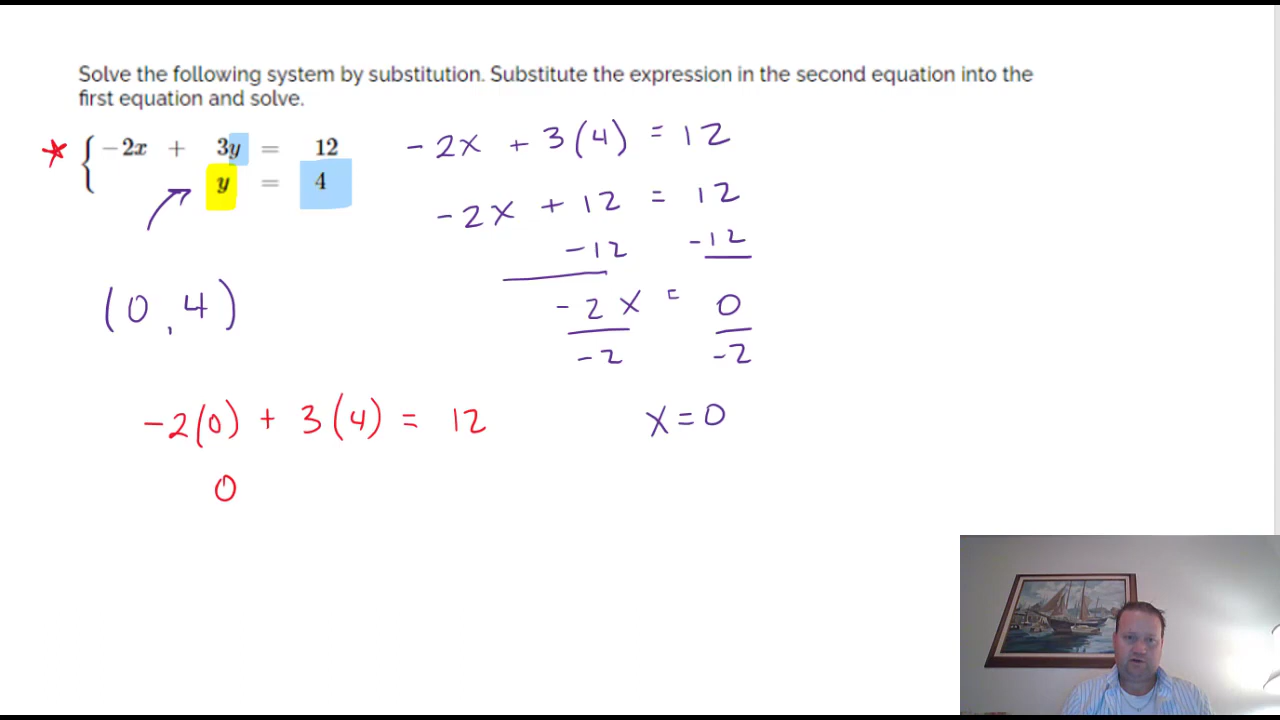 Solve the following system by substitution. Substitute the expression in the second equation into the
first equation and solve.
* { −2x + 3y = 12
y = 4
(0, 4)
-2x + 3(4) = 12
-2x + 12 = 12
-12 -12
-2x = 0
-2 -2
x = 0
-2(0) + 3(4) = 12
0